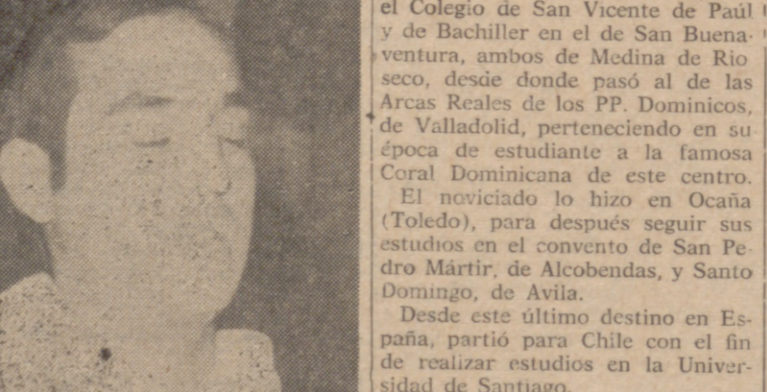 el Colegio de San Vicente de Paúl
y de Bachiller en el de San Buena-
ventura, ambos de Medina de Rio
seco, desde donde pasó al de las
Arcas Reales de los PP. Dominicos,
de Valladolid, perteneciendo en su
época de estudiante a la famosa
Coral Dominicana de este centro.
El noviciado lo hizo en Ocaña
(Toledo), para después seguir sus
estudios en el convento de San Pe-
dro Mártir, de Alcobendas, y Santo
Domingo, de Avila.
Desde este último destino en Es-
paña, partió para Chile con el fin
de realizar estudios en la Univer-
sidad de Santiago.